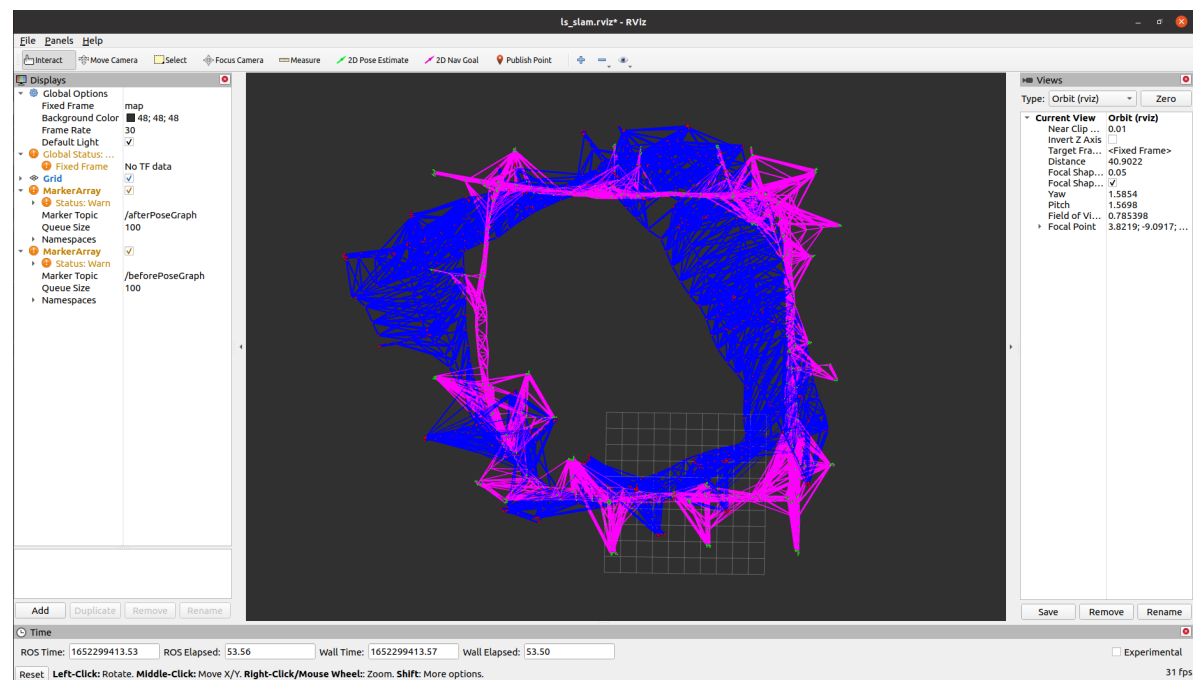 ls_slam.rviz* - RViz
File Panels Help
Interact Move Camera Select Focus Camera Measure 2D Pose Estimate 2D Nav Goal Publish Point
Displays
Global Options
Fixed Frame map
Background Color 48; 48; 48
Frame Rate 30
Default Light
Global Status: ...
Fixed Frame No TF data
Grid
MarkerArray
Status: Warn
Marker Topic /afterPoseGraph
Queue Size 100
Namespaces
MarkerArray
Status: Warn
Marker Topic /beforePoseGraph
Queue Size 100
Namespaces
Add Duplicate Remove Rename
Views
Type: Orbit (rviz) Zero
Current View Orbit (rviz)
Near Clip ... 0.01
Invert Z Axis
Target Fra... <Fixed Frame>
Distance 40.9022
Focal Shap... 0.05
Focal Shap...
Yaw 1.5854
Pitch 1.5698
Field of Vi... 0.785398
Focal Point 3.8219; -9.0917; ...
Save Remove Rename
Time
ROS Time: 1652299413.53 ROS Elapsed: 53.56 Wall Time: 1652299413.57 Wall Elapsed: 53.50 Experimental
Reset Left-Click: Rotate. Middle-Click: Move X/Y. Right-Click/Mouse Wheel:: Zoom. Shift: More options. 31 fps